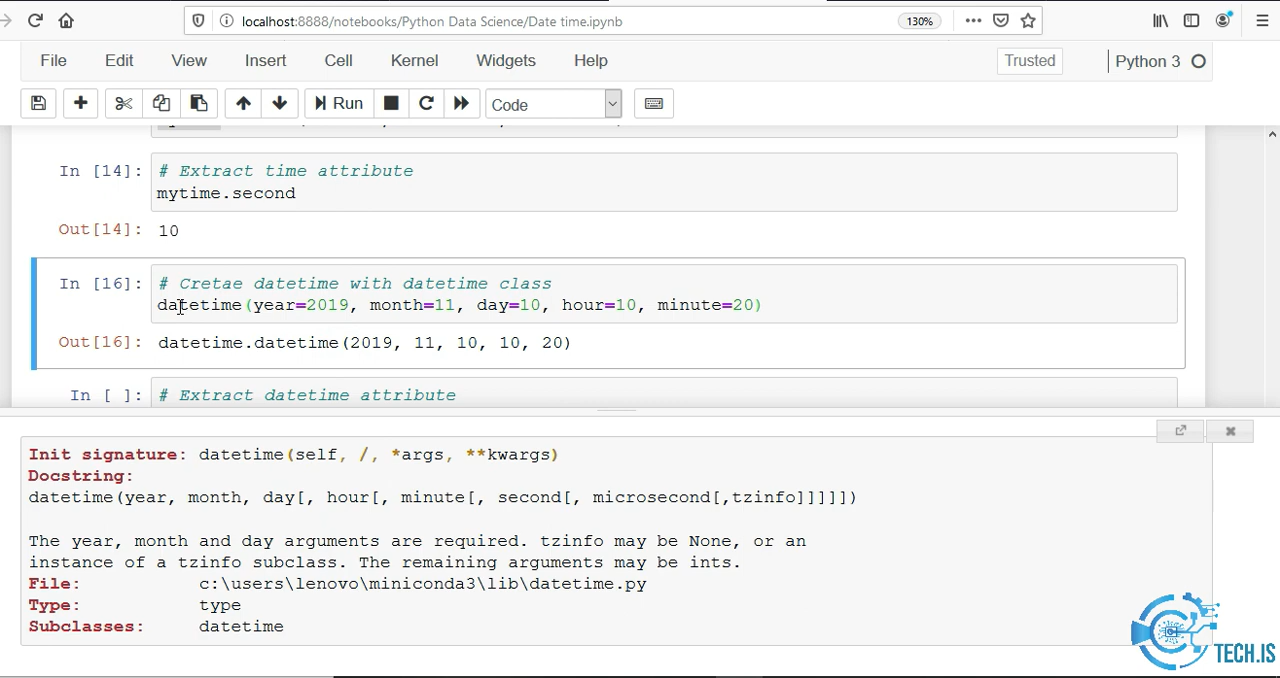 localhost:8888/notebooks/Python Data Science/Date time.ipynb
130%
File Edit View Insert Cell Kernel Widgets Help
Trusted
Python 3
Run
Code
In [14]:
# Extract time attribute
mytime.second
Out[14]: 10
In [16]:
# Cretae datetime with datetime class
datetime(year=2019, month=11, day=10, hour=10, minute=20)
Out[16]: datetime.datetime(2019, 11, 10, 10, 20)
In [ ]:
# Extract datetime attribute
Init signature: datetime(self, /, *args, **kwargs)
Docstring:
datetime(year, month, day[, hour[, minute[, second[, microsecond[,tzinfo]]]]])
The year, month and day arguments are required. tzinfo may be None, or an
instance of a tzinfo subclass. The remaining arguments may be ints.
File: c:\users\lenovo\miniconda3\lib\datetime.py
Type: type
Subclasses: datetime
TECH.IS